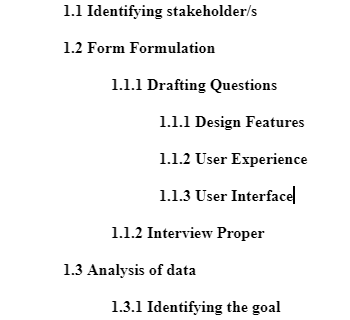 1.1 Identifying stakeholder/s
1.2 Form Formulation
1.1.1 Drafting Questions
1.1.1 Design Features
1.1.2 User Experience
1.1.3 User Interface
1.1.2 Interview Proper
1.3 Analysis of data
1.3.1 Identifying the goal